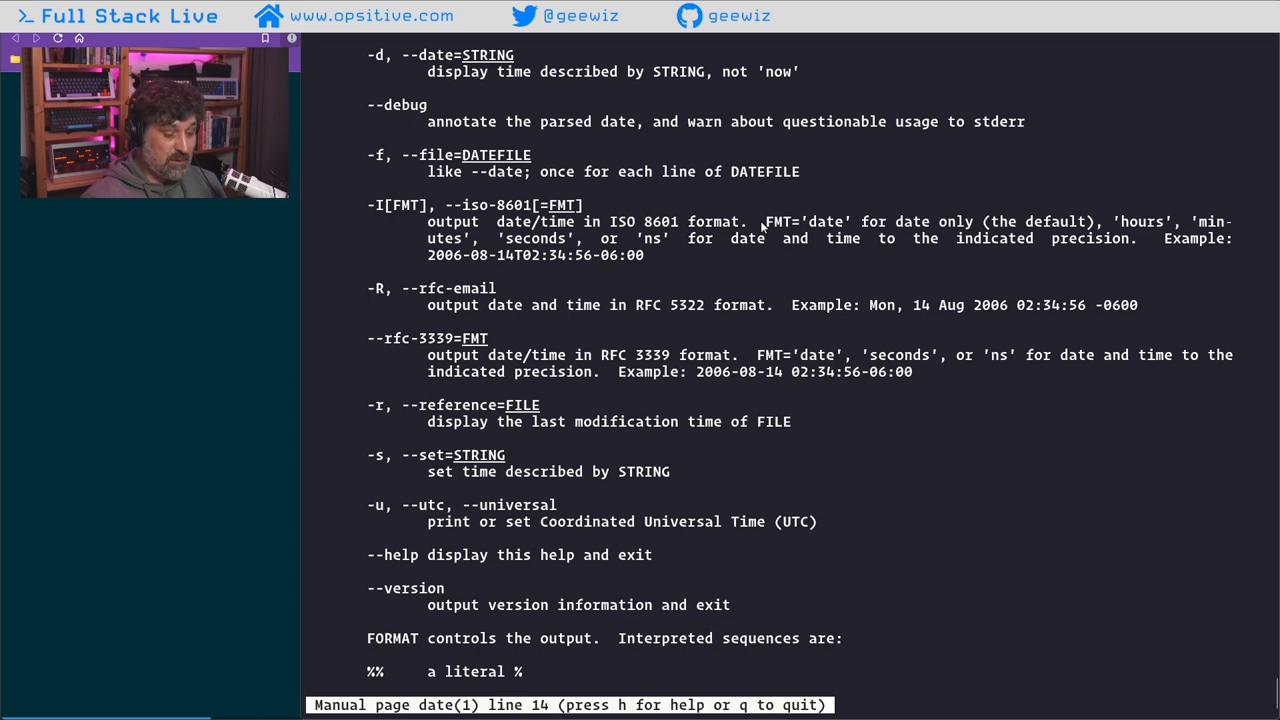 >_ Full Stack Live
www.opsitive.com
@geewiz
geewiz
-d, --date=STRING
display time described by STRING, not 'now'
--debug
annotate the parsed date, and warn about questionable usage to stderr
-f, --file=DATEFILE
like --date; once for each line of DATEFILE
-I[FMT], --iso-8601[=FMT]
output  date/time in ISO 8601 format.  FMT='date' for date only (the default), 'hours', 'min-
utes',  'seconds',  or  'ns'  for  date  and  time  to  the  indicated  precision.   Example:
2006-08-14T02:34:56-06:00
-R, --rfc-email
output date and time in RFC 5322 format.  Example: Mon, 14 Aug 2006 02:34:56 -0600
--rfc-3339=FMT
output date/time in RFC 3339 format.  FMT='date', 'seconds', or 'ns' for date and time to the
indicated precision.  Example: 2006-08-14 02:34:56-06:00
-r, --reference=FILE
display the last modification time of FILE
-s, --set=STRING
set time described by STRING
-u, --utc, --universal
print or set Coordinated Universal Time (UTC)
--help display this help and exit
--version
output version information and exit
FORMAT controls the output.  Interpreted sequences are:
%%     a literal %
Manual page date(1) line 14 (press h for help or q to quit)